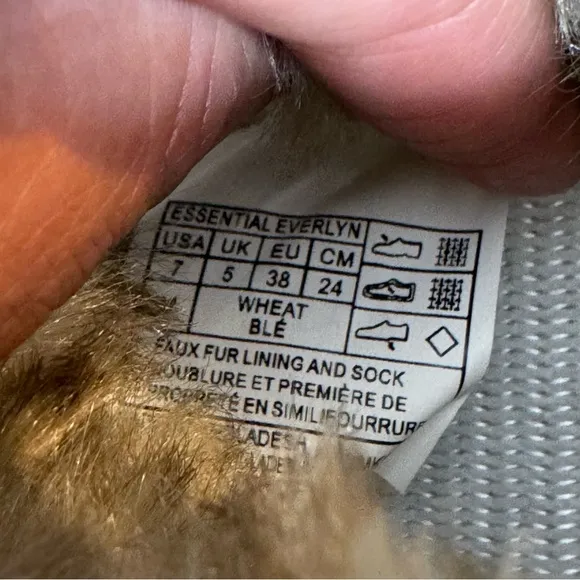 ESSENTIAL EVERLYN
USA UK EU CM
7 5 38 24
WHEAT
BLÉ
FAUX FUR LINING AND SOCK
DOUBLURE ET PREMIÈRE DE
PROPRETÉ EN SIMILIFOURRURE